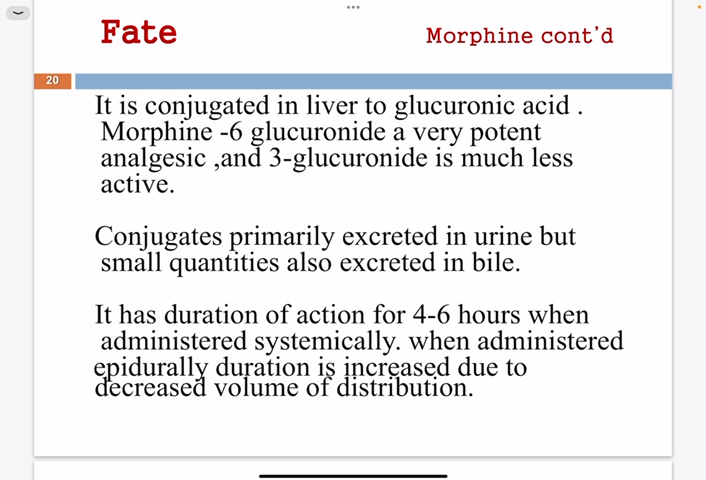 Fate
Morphine cont'd
20
It is conjugated in liver to glucuronic acid .
Morphine -6 glucuronide a very potent
analgesic ,and 3-glucuronide is much less
active.
Conjugates primarily excreted in urine but
small quantities also excreted in bile.
It has duration of action for 4-6 hours when
administered systemically. when administered
epidurally duration is increased due to
decreased volume of distribution.